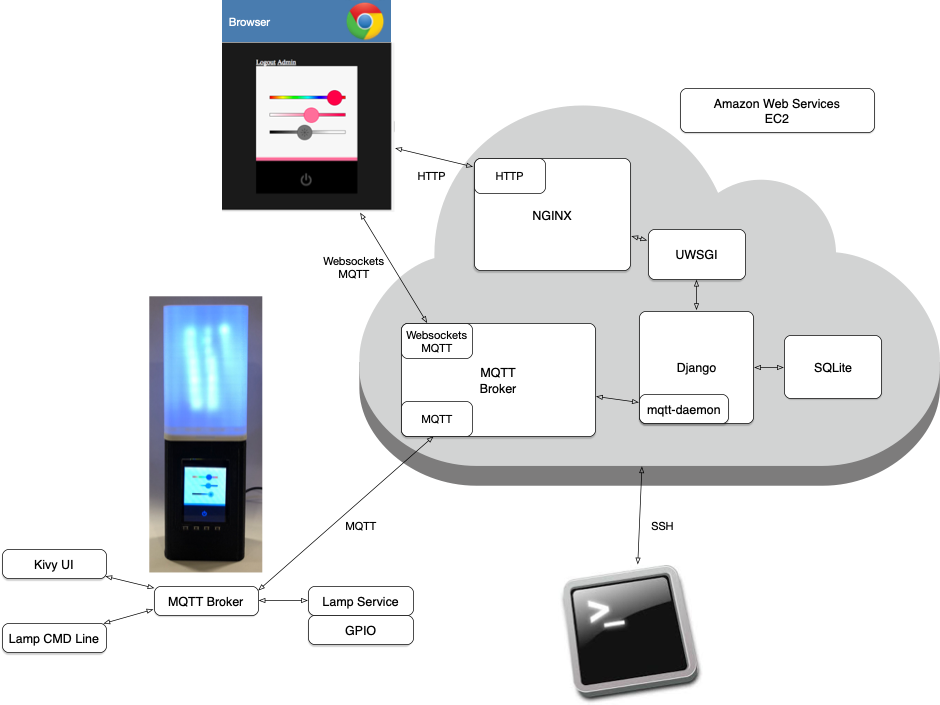 Browser
Logout Admin
Amazon Web Services
EC2
HTTP
HTTP
NGINX
UWSGI
Websockets
MQTT
Websockets
MQTT
MQTT
Broker
MQTT
Django
mqtt-daemon
SQLite
MQTT
SSH
Kivy UI
MQTT Broker
Lamp Service
GPIO
Lamp CMD Line
>_